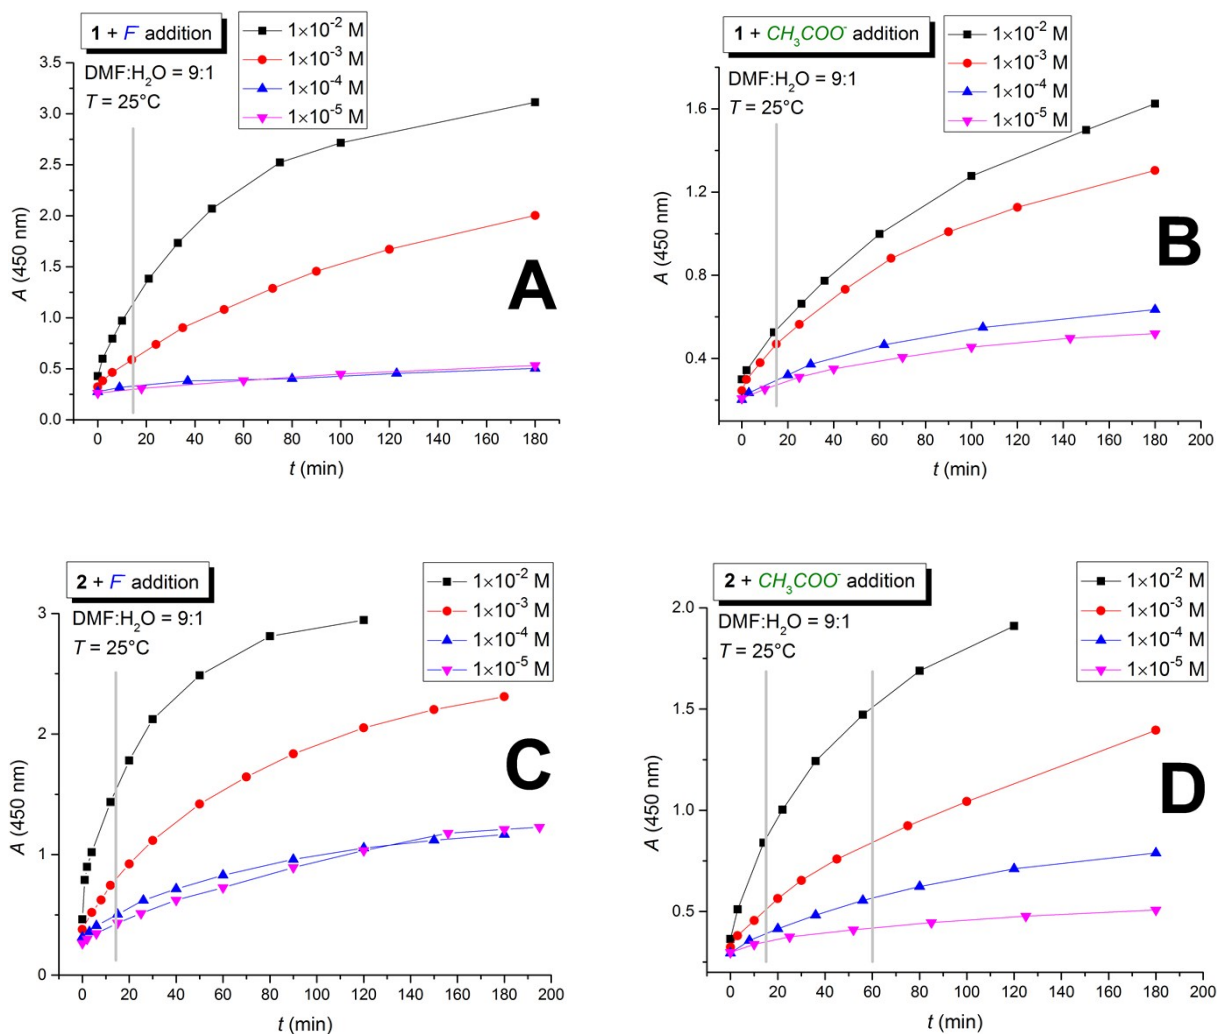 1 + F⁻ addition
DMF:H₂O = 9:1
T = 25°C
1×10⁻² M
1×10⁻³ M
1×10⁻⁴ M
1×10⁻⁵ M
3.5
3.0
2.5
2.0
1.5
1.0
0.5
0.0
A (450 nm)
A
0 20 40 60 80 100 120 140 160 180
t (min)
1 + CH₃COO⁻ addition
DMF:H₂O = 9:1
T = 25°C
1×10⁻² M
1×10⁻³ M
1×10⁻⁴ M
1×10⁻⁵ M
1.6
1.2
0.8
0.4
A (450 nm)
B
0 20 40 60 80 100 120 140 160 180 200
t (min)
2 + F⁻ addition
DMF:H₂O = 9:1
T = 25°C
1×10⁻² M
1×10⁻³ M
1×10⁻⁴ M
1×10⁻⁵ M
3
2
1
0
A (450 nm)
C
0 20 40 60 80 100 120 140 160 180 200
t (min)
2 + CH₃COO⁻ addition
DMF:H₂O = 9:1
T = 25°C
1×10⁻² M
1×10⁻³ M
1×10⁻⁴ M
1×10⁻⁵ M
2.0
1.5
1.0
0.5
A (450 nm)
D
0 20 40 60 80 100 120 140 160 180 200
t (min)